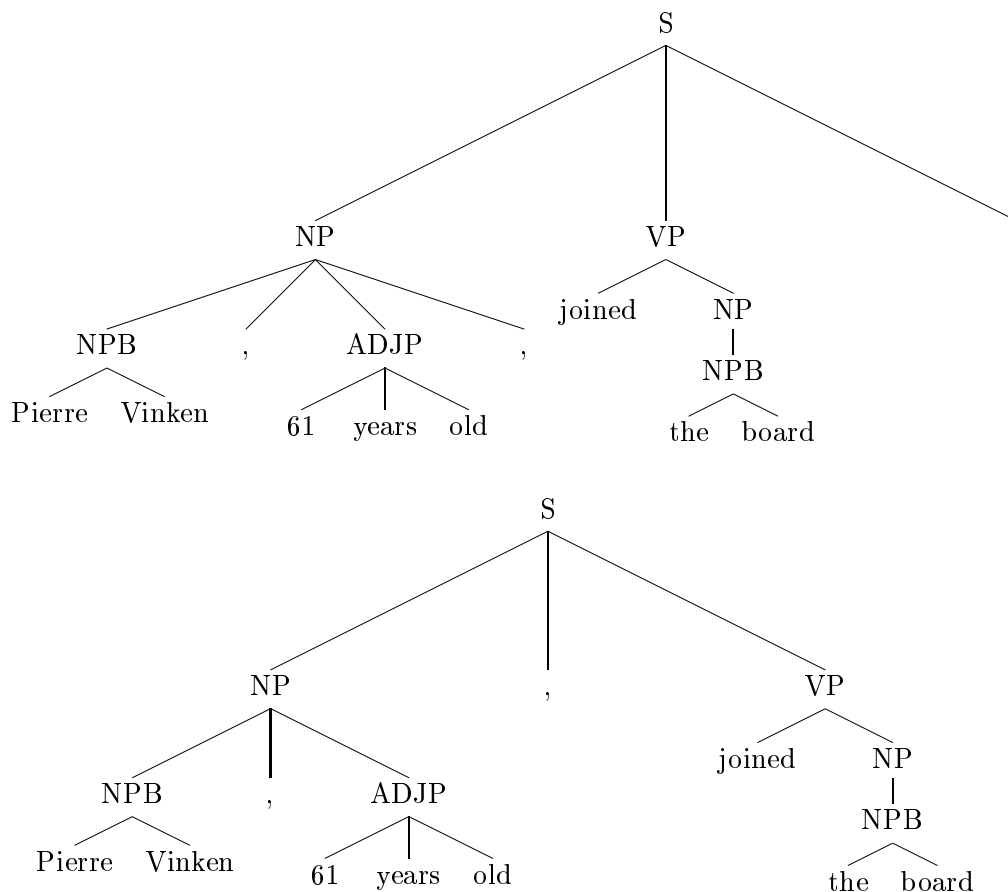 S
NP VP
joined NP
NPB , ADJP ,
NPB
Pierre Vinken 61 years old the board
S
NP , VP
joined NP
NPB , ADJP
NPB
Pierre Vinken 61 years old the board